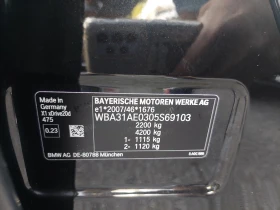 Made in
Germany
X1 xDrive20d
475
0.23
BAYERISCHE MOTOREN WERKE AG
e1*2007/46*1676
WBA31AE0305S69103
2200 kg
4200 kg
1- 1115 kg
2- 1120 kg
BMW AG DE-80788 München